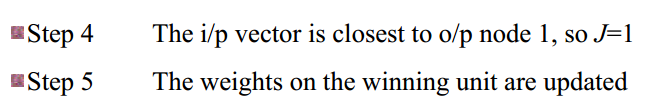 Step 4 The i/p vector is closest to o/p node 1, so J=1
Step 5 The weights on the winning unit are updated